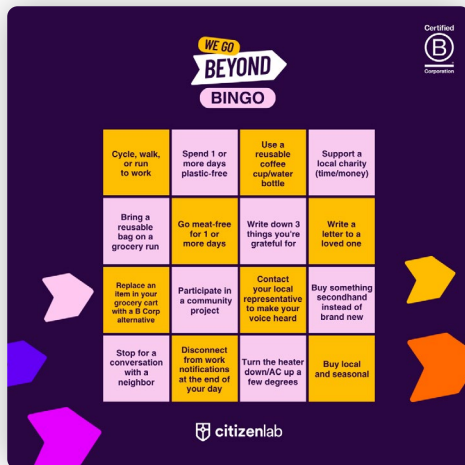 WE GO
BEYOND
BINGO
Certified
B
Corporation
Cycle, walk,
or run
to work
Spend 1 or
more days
plastic-free
Use a
reusable
coffee
cup/water
bottle
Support a
local charity
(time/money)
Bring a
reusable
bag on a
grocery run
Go meat-free
for 1 or
more days
Write down 3
things you're
grateful for
Write a
letter to a
loved one
Replace an
item in your
grocery cart
with a B Corp
alternative
Participate in
a community
project
Contact
your local
representative
to make your
voice heard
Buy something
secondhand
instead of
brand new
Stop for a
conversation
with a
neighbor
Disconnect
from work
notifications
at the end of
your day
Turn the heater
down/AC up a
few degrees
Buy local
and seasonal
citizenlab